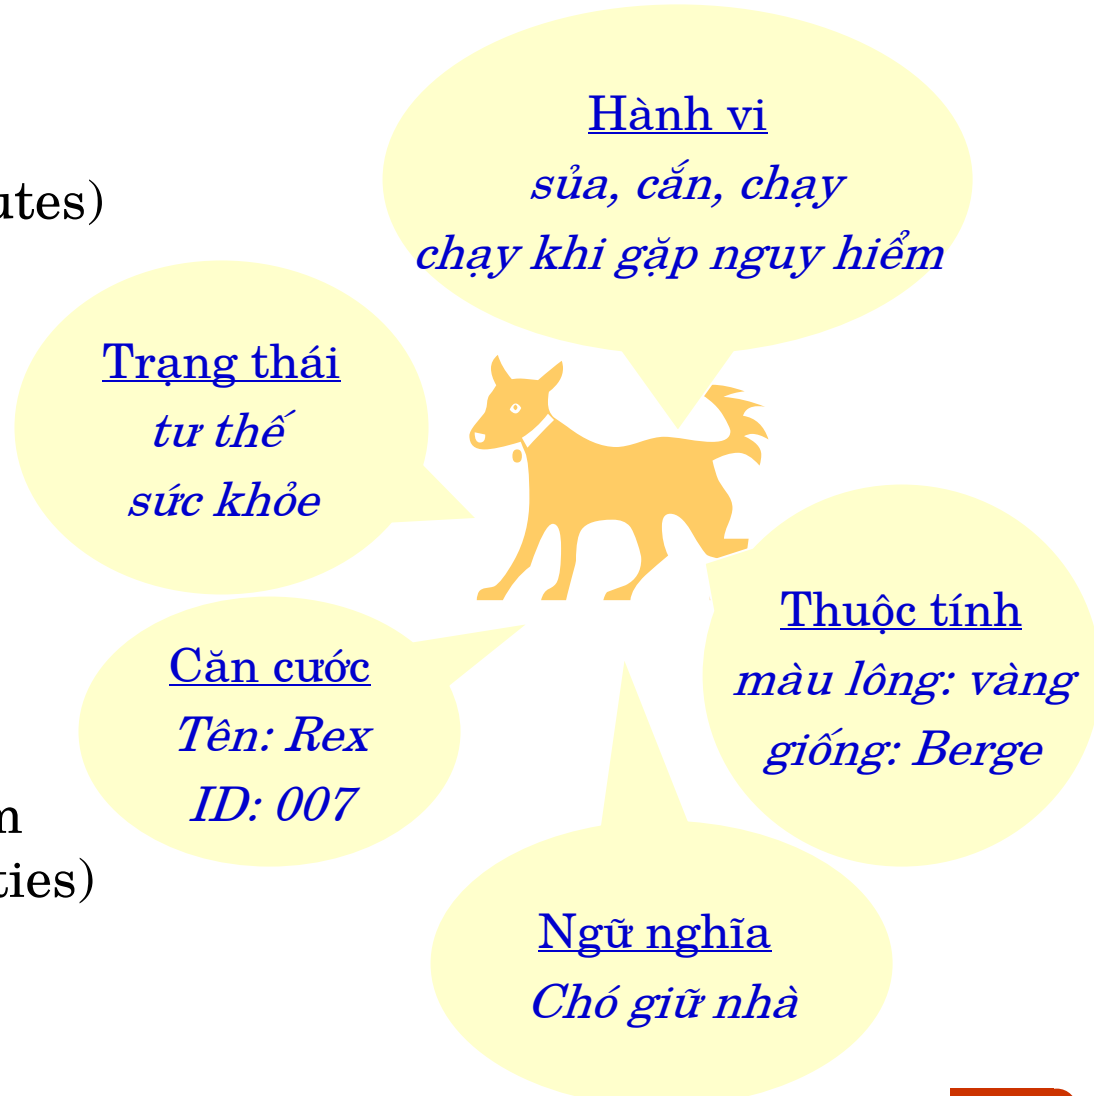 Hành vi
sủa, cắn, chạy
chạy khi gặp nguy hiểm
utes)
Trạng thái
tư thế
sức khỏe
Thuộc tính
màu lông: vàng
giống: Berge
Căn cước
Tên: Rex
ID: 007
ties)
Ngữ nghĩa
Chó giữ nhà